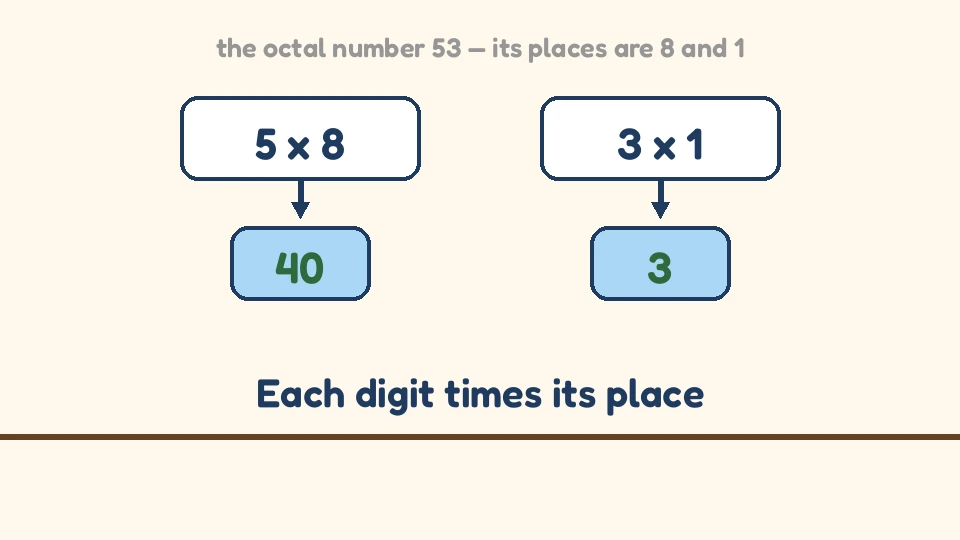 the octal number 53 — its places are 8 and 1
5 x 8
3 x 1
40
3
Each digit times its place